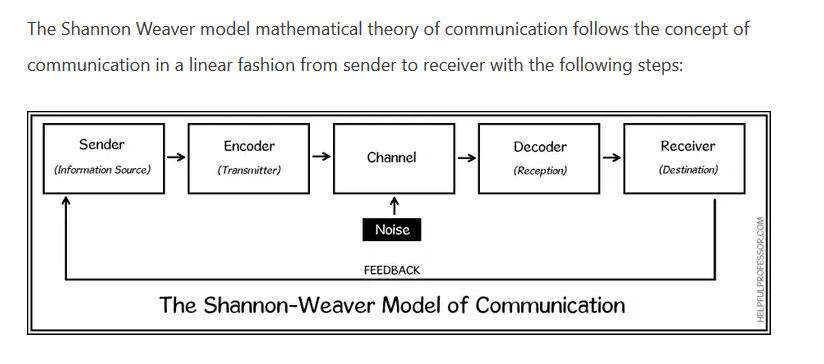 The Shannon Weaver model mathematical theory of communication follows the concept of
communication in a linear fashion from sender to receiver with the following steps:
Sender
(Information Source)
Encoder
(Transmitter)
Channel
Decoder
(Reception)
Receiver
(Destination)
Noise
FEEDBACK
The Shannon-Weaver Model of Communication
HELPFULPROFESSOR.COM